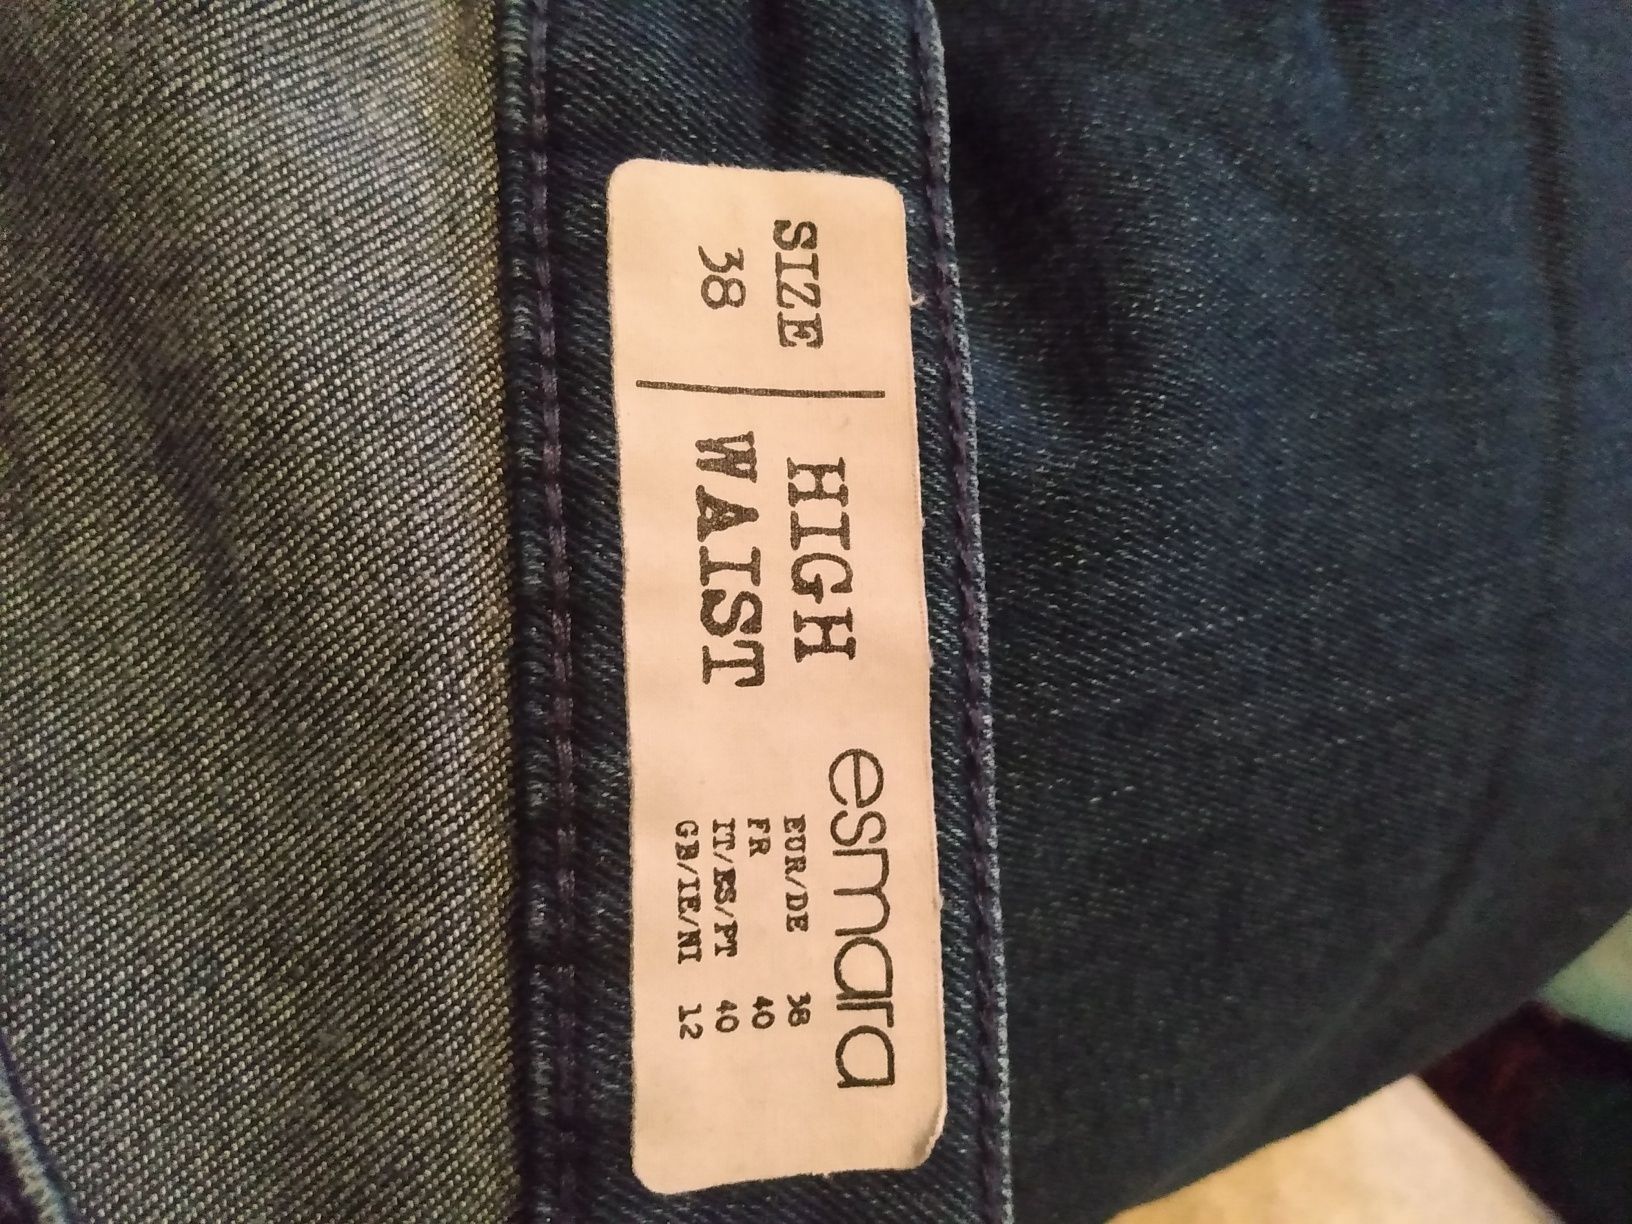 SIZE
38
HIGH
WAIST
esmara
EUR/DE 38
FR 40
IT/ES/PT 40
GB/IE/NI 12